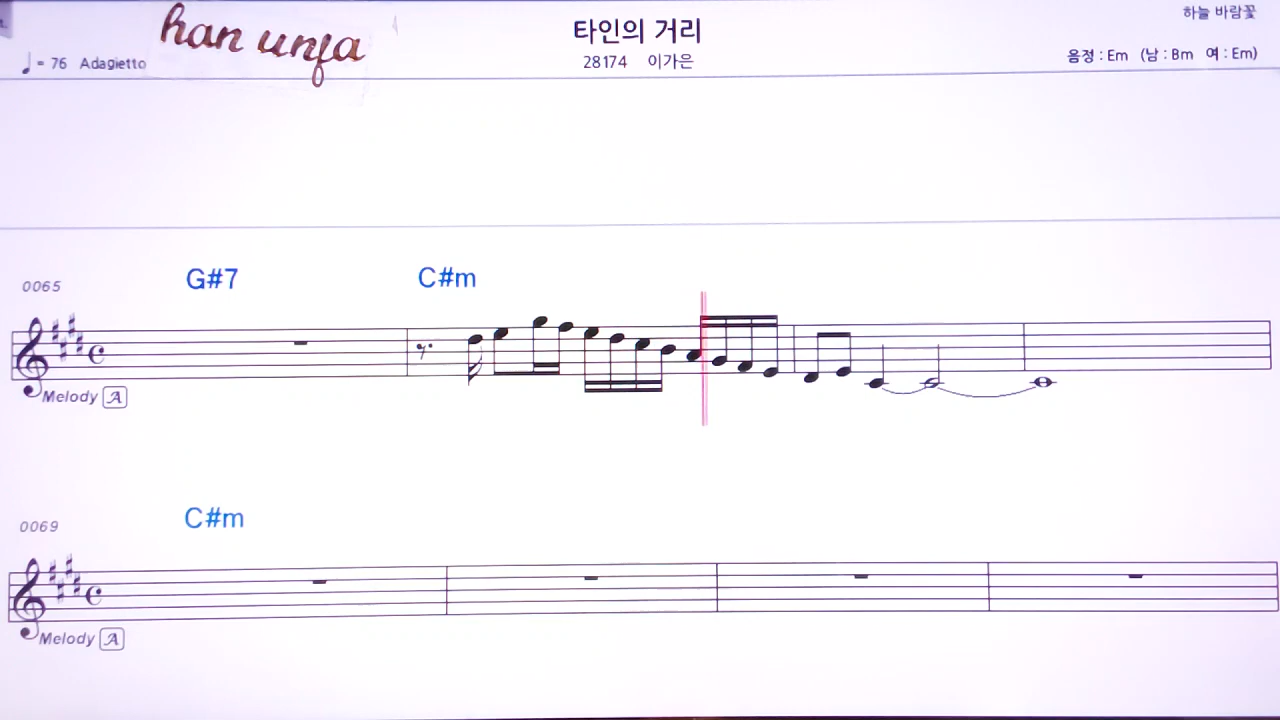 han unfa
타인의 거리
하늘 바람꽃
♩= 76 Adagietto
28174 이가은
음정 : Em (남 : Bm 여 : Em)
0065
G#7 C#m
Melody A
0069
C#m
Melody A